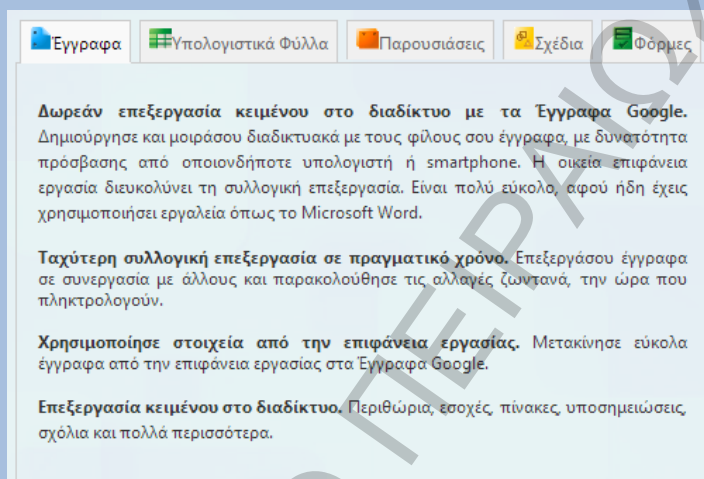 Έγγραφα Υπολογιστικά Φύλλα Παρουσιάσεις Σχέδια Φόρμες
Δωρεάν επεξεργασία κειμένου στο διαδίκτυο με τα Έγγραφα Google.
Δημιούργησε και μοιράσου διαδικτυακά με τους φίλους σου έγγραφα, με δυνατότητα
πρόσβασης από οποιονδήποτε υπολογιστή ή smartphone. Η οικεία επιφάνεια
εργασία διευκολύνει τη συλλογική επεξεργασία. Είναι πολύ εύκολο, αφού ήδη έχεις
χρησιμοποιήσει εργαλεία όπως το Microsoft Word.
Ταχύτερη συλλογική επεξεργασία σε πραγματικό χρόνο. Επεξεργάσου έγγραφα
σε συνεργασία με άλλους και παρακολούθησε τις αλλαγές ζωντανά, την ώρα που
πληκτρολογούν.
Χρησιμοποίησε στοιχεία από την επιφάνεια εργασίας. Μετακίνησε εύκολα
έγγραφα από την επιφάνεια εργασίας στα Έγγραφα Google.
Επεξεργασία κειμένου στο διαδίκτυο. Περιθώρια, εσοχές, πίνακες, υποσημειώσεις,
σχόλια και πολλά περισσότερα.